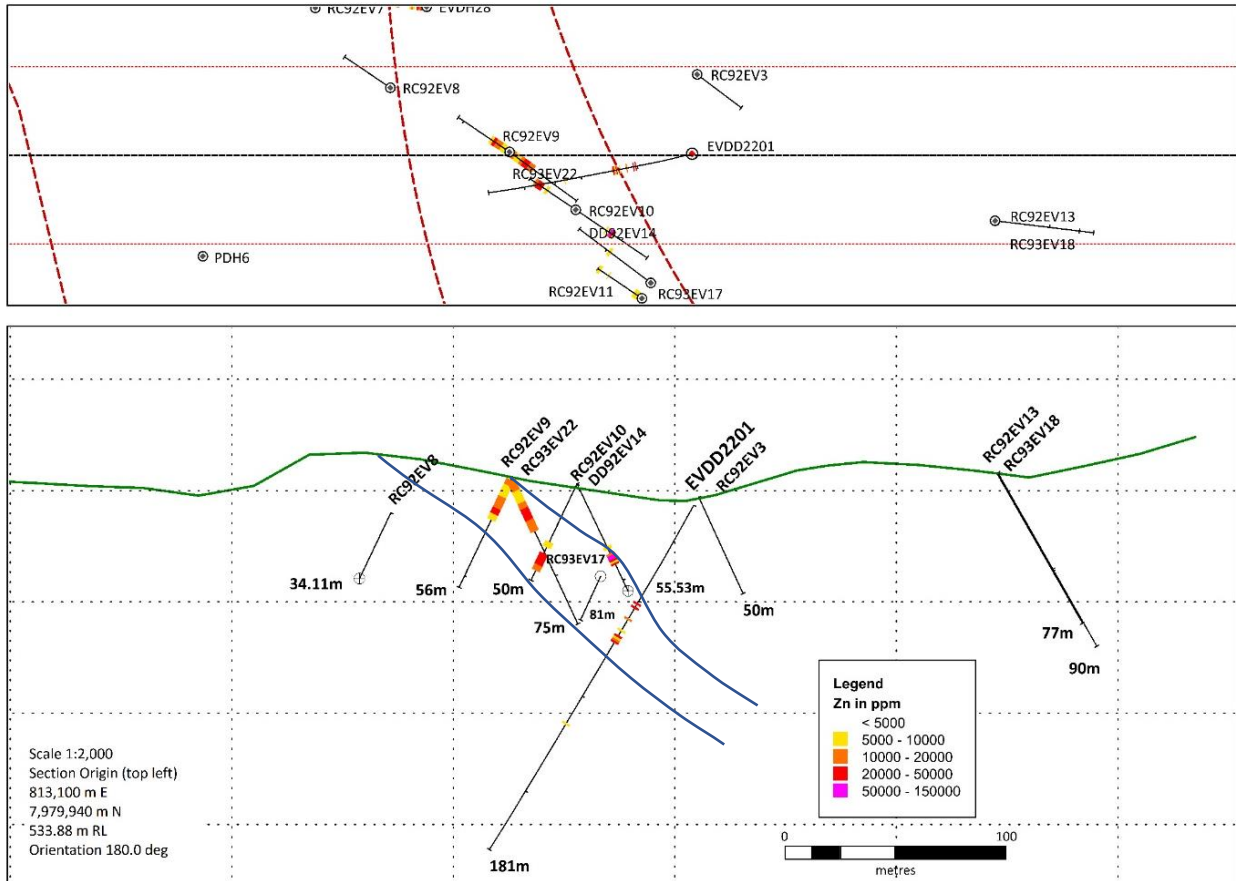 RC92EV7
EVDH28
RC92EV8
RC92EV3
RC92EV9
EVDD2201
RC93EV22
RC92EV10
RC92EV13
DD92EV14
RC93EV18
PDH6
RC92EV11
RC93EV17
RC92EV8
RC92EV9
RC93EV22
RC92EV10
DD92EV14
EVDD2201
RC92EV3
RC92EV13
RC93EV18
RC93EV17
34.11m
56m
50m
75m
81m
55.53m
50m
77m
90m
181m
Legend
Zn in ppm
< 5000
5000 - 10000
10000 - 20000
20000 - 50000
50000 - 150000
Scale 1:2,000
Section Origin (top left)
813,100 m E
7,979,940 m N
533.88 m RL
Orientation 180.0 deg
0
100
metres